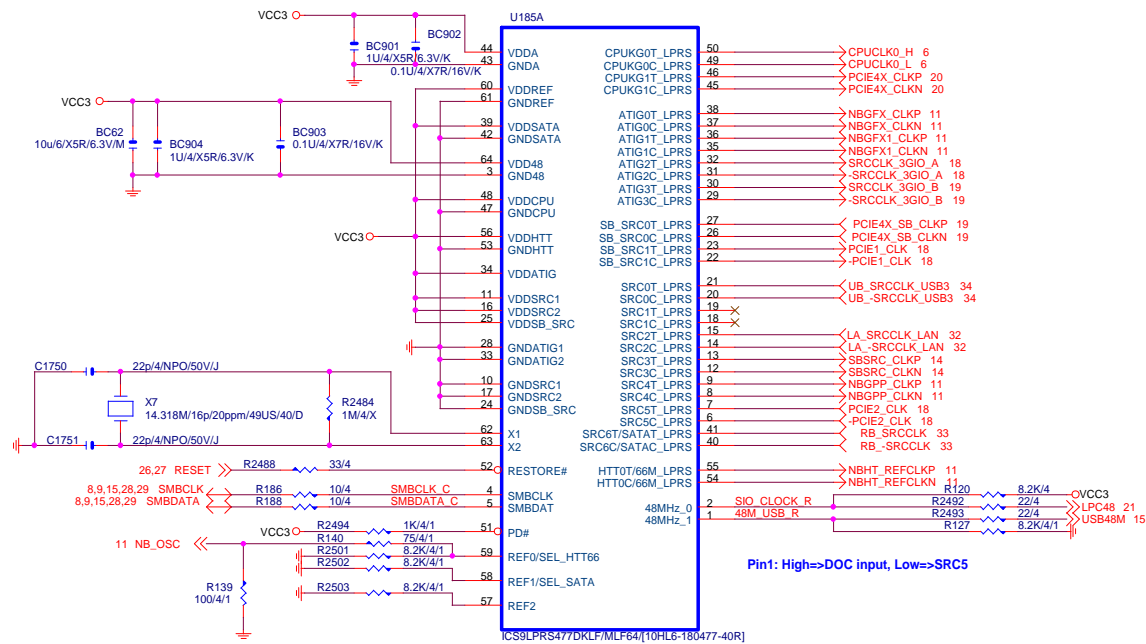 U185A
VCC3
BC902
BC901
1U/4/X5R/6.3V/K
0.1U/4/X7R/16V/K
44 VDDA
43 GNDA
60 VDDREF
61 GNDREF
39 VDDSATA
42 GNDSATA
64 VDD48
3 GND48
48 VDDCPU
47 GNDCPU
56 VDDHTT
53 GNDHTT
34 VDDATIG
11 VDDSRC1
16 VDDSRC2
25 VDDSB_SRC
28 GNDATIG1
33 GNDATIG2
10 GNDSRC1
17 GNDSRC2
24 GNDSB_SRC
62 X1
63 X2
52 RESTORE#
4 SMBCLK
5 SMBDAT
51 PD#
59 REF0/SEL_HTT66
58 REF1/SEL_SATA
57 REF2
VCC3
BC62
10u/6/X5R/6.3V/M
BC904
1U/4/X5R/6.3V/K
BC903
0.1U/4/X7R/16V/K
VCC3
C1750 22p/4/NPO/50V/J
X7
14.318M/16p/20ppm/49US/40/D
R2484
1M/4/X
C1751 22p/4/NPO/50V/J
26,27 RESET R2488 33/4
8,9,15,28,29 SMBCLK R186 10/4 SMBCLK_C
8,9,15,28,29 SMBDATA R188 10/4 SMBDATA_C
VCC3 R2494 1K/4/1
11 NB_OSC R140 75/4/1
R2501 8.2K/4/1
R2502 8.2K/4/1
R139
100/4/1
R2503 8.2K/4/1
CPUKG0T_LPRS 50 CPUCLK0_H 6
CPUKG0C_LPRS 49 CPUCLK0_L 6
CPUKG1T_LPRS 46 PCIE4X_CLKP 20
CPUKG1C_LPRS 45 PCIE4X_CLKN 20
ATIG0T_LPRS 38 NBGFX_CLKP 11
ATIG0C_LPRS 37 NBGFX_CLKN 11
ATIG1T_LPRS 36 NBGFX1_CLKP 11
ATIG1C_LPRS 35 NBGFX1_CLKN 11
ATIG2T_LPRS 32 SRCCLK_3GIO_A 18
ATIG2C_LPRS 31 -SRCCLK_3GIO_A 18
ATIG3T_LPRS 30 SRCCLK_3GIO_B 19
ATIG3C_LPRS 29 -SRCCLK_3GIO_B 19
SB_SRC0T_LPRS 27 PCIE4X_SB_CLKP 19
SB_SRC0C_LPRS 26 PCIE4X_SB_CLKN 19
SB_SRC1T_LPRS 23 PCIE1_CLK 18
SB_SRC1C_LPRS 22 -PCIE1_CLK 18
SRC0T_LPRS 21 UB_SRCCLK_USB3 34
SRC0C_LPRS 20 UB_-SRCCLK_USB3 34
SRC1T_LPRS 19
SRC1C_LPRS 18
SRC2T_LPRS 15 LA_SRCCLK_LAN 32
SRC2C_LPRS 14 LA_-SRCCLK_LAN 32
SRC3T_LPRS 13 SBSRC_CLKP 14
SRC3C_LPRS 12 SBSRC_CLKN 14
SRC4T_LPRS 9 NBGPP_CLKP 11
SRC4C_LPRS 8 NBGPP_CLKN 11
SRC5T_LPRS 7 PCIE2_CLK 18
SRC5C_LPRS 6 -PCIE2_CLK 18
SRC6T/SATAT_LPRS 41 RB_SRCCLK 33
SRC6C/SATAC_LPRS 40 RB_-SRCCLK 33
HTT0T/66M_LPRS 55 NBHT_REFCLKP 11
HTT0C/66M_LPRS 54 NBHT_REFCLKN 11
R120 8.2K/4 VCC3
48MHz_0 2 SIO_CLOCK_R R2492 22/4 LPC48 21
48MHz_1 1 48M_USB_R R2493 22/4 USB48M 15
R127 8.2K/4/1
Pin1: High=>DOC input, Low=>SRC5
ICS9LPRS477DKLF/MLF64/[10HL6-180477-40R]